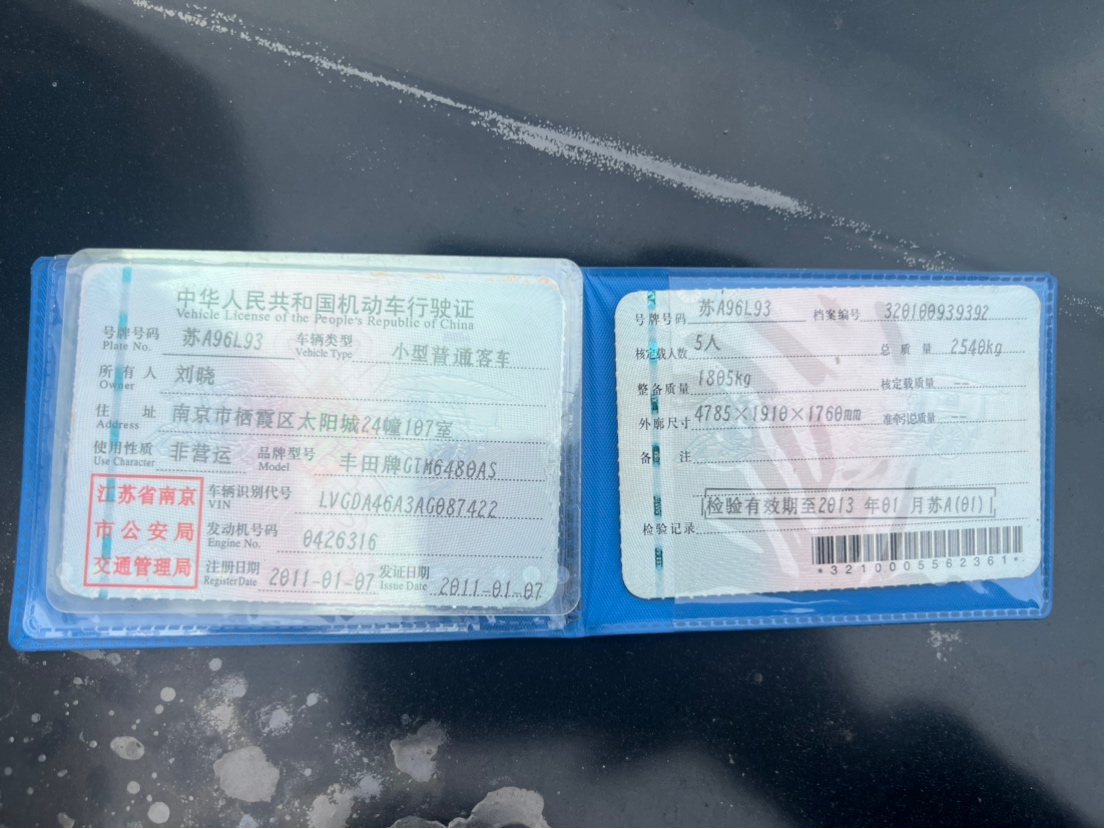 中华人民共和国机动车行驶证
Vehicle License of the People's Republic of China
号牌号码 苏A96L93 车辆类型 小型普通客车
Plate No. Vehicle Type
所有人 刘晓
Owner
住址 南京市栖霞区太阳城24幢107室
Address
使用性质 非营运 品牌型号 丰田牌GTM6480AS
Use Character Model
江苏省南京
市公安局
交通管理局
车辆识别代号 LVGDA46A3AG087422
VIN
发动机号码 0426316
Engine No.
注册日期 2011-01-07 发证日期 2011-01-07
Register Date Issue Date
号牌号码 苏A96L93 档案编号 320100939392
核定载人数 5人 总质量 2540kg
整备质量 1805kg 核定载质量 --
外廓尺寸 4785×1910×1760mm 准牵引总质量 --
备注
检验有效期至2013 年01 月苏A(01)
检验记录
*3210005562361*